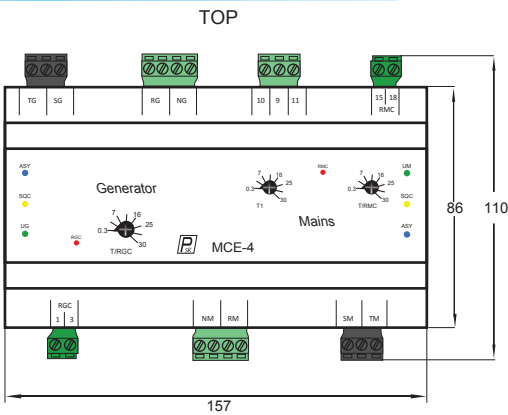 TOP
TG SG RG NG 10 9 11 15 18
RMC
ASY
SQC
UG
RGC
Generator
0.3 7 16 25 30
T/RGC
PSK MCE-4
0.3 7 16 25 30
T1
RMC
Mains
0.3 7 16 25 30
T/RMC
UM
SQC
ASY
86 110
RGC
1 3 NM RM SM TM
157